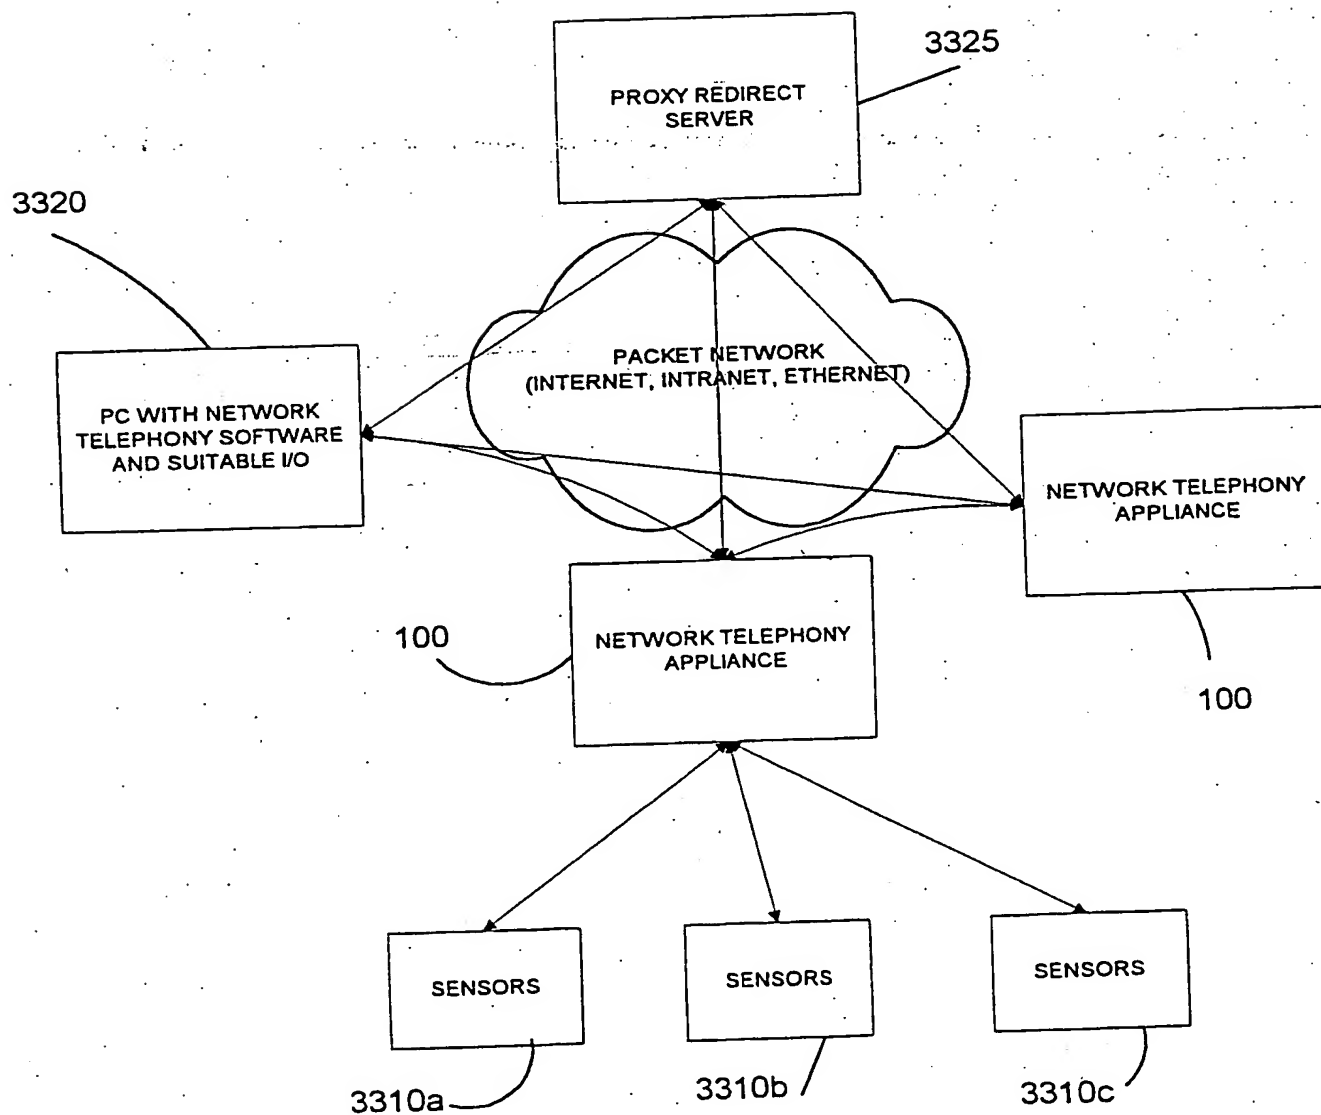 3325
PROXY REDIRECT
SERVER
3320
PACKET NETWORK
(INTERNET, INTRANET, ETHERNET)
PC WITH NETWORK
TELEPHONY SOFTWARE
AND SUITABLE I/O
NETWORK TELEPHONY
APPLIANCE
100
NETWORK TELEPHONY
APPLIANCE
100
SENSORS
SENSORS
SENSORS
3310a
3310b
3310c